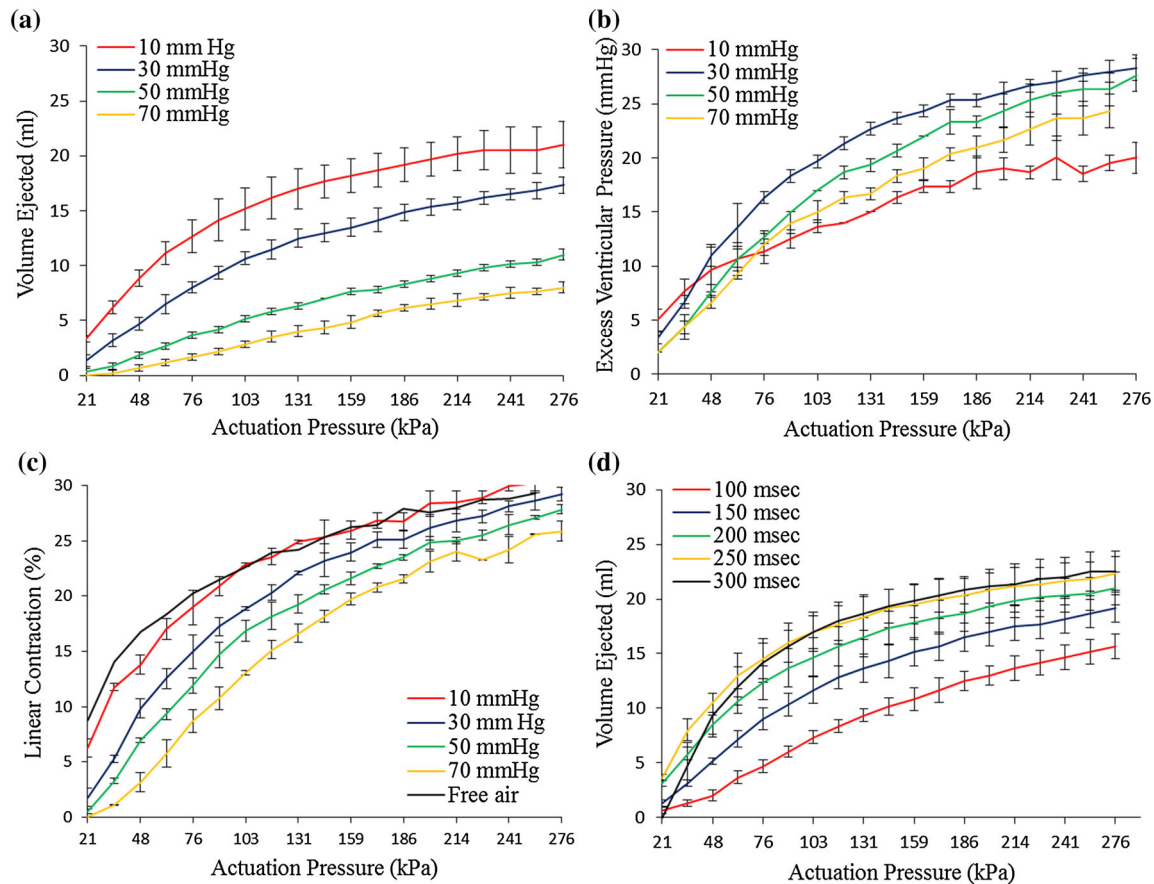 (a)
30
25
20
15
10
5
0
Volume Ejected (ml)
10 mm Hg
30 mmHg
50 mmHg
70 mmHg
21 48 76 103 131 159 186 214 241 276
Actuation Pressure (kPa)
(b)
30
25
20
15
10
5
0
Excess Ventricular Pressure (mmHg)
10 mmHg
30 mmHg
50 mmHg
70 mmHg
21 48 76 103 131 159 186 214 241 276
Actuation Pressure (kPa)
(c)
30
25
20
15
10
5
0
Linear Contraction (%)
10 mmHg
30 mm Hg
50 mmHg
70 mmHg
Free air
21 48 76 103 131 159 186 214 241 276
Actuation Pressure (kPa)
(d)
30
25
20
15
10
5
0
Volume Ejected (ml)
100 msec
150 msec
200 msec
250 msec
300 msec
21 48 76 103 131 159 186 214 241 276
Actuation Pressure (kPa)